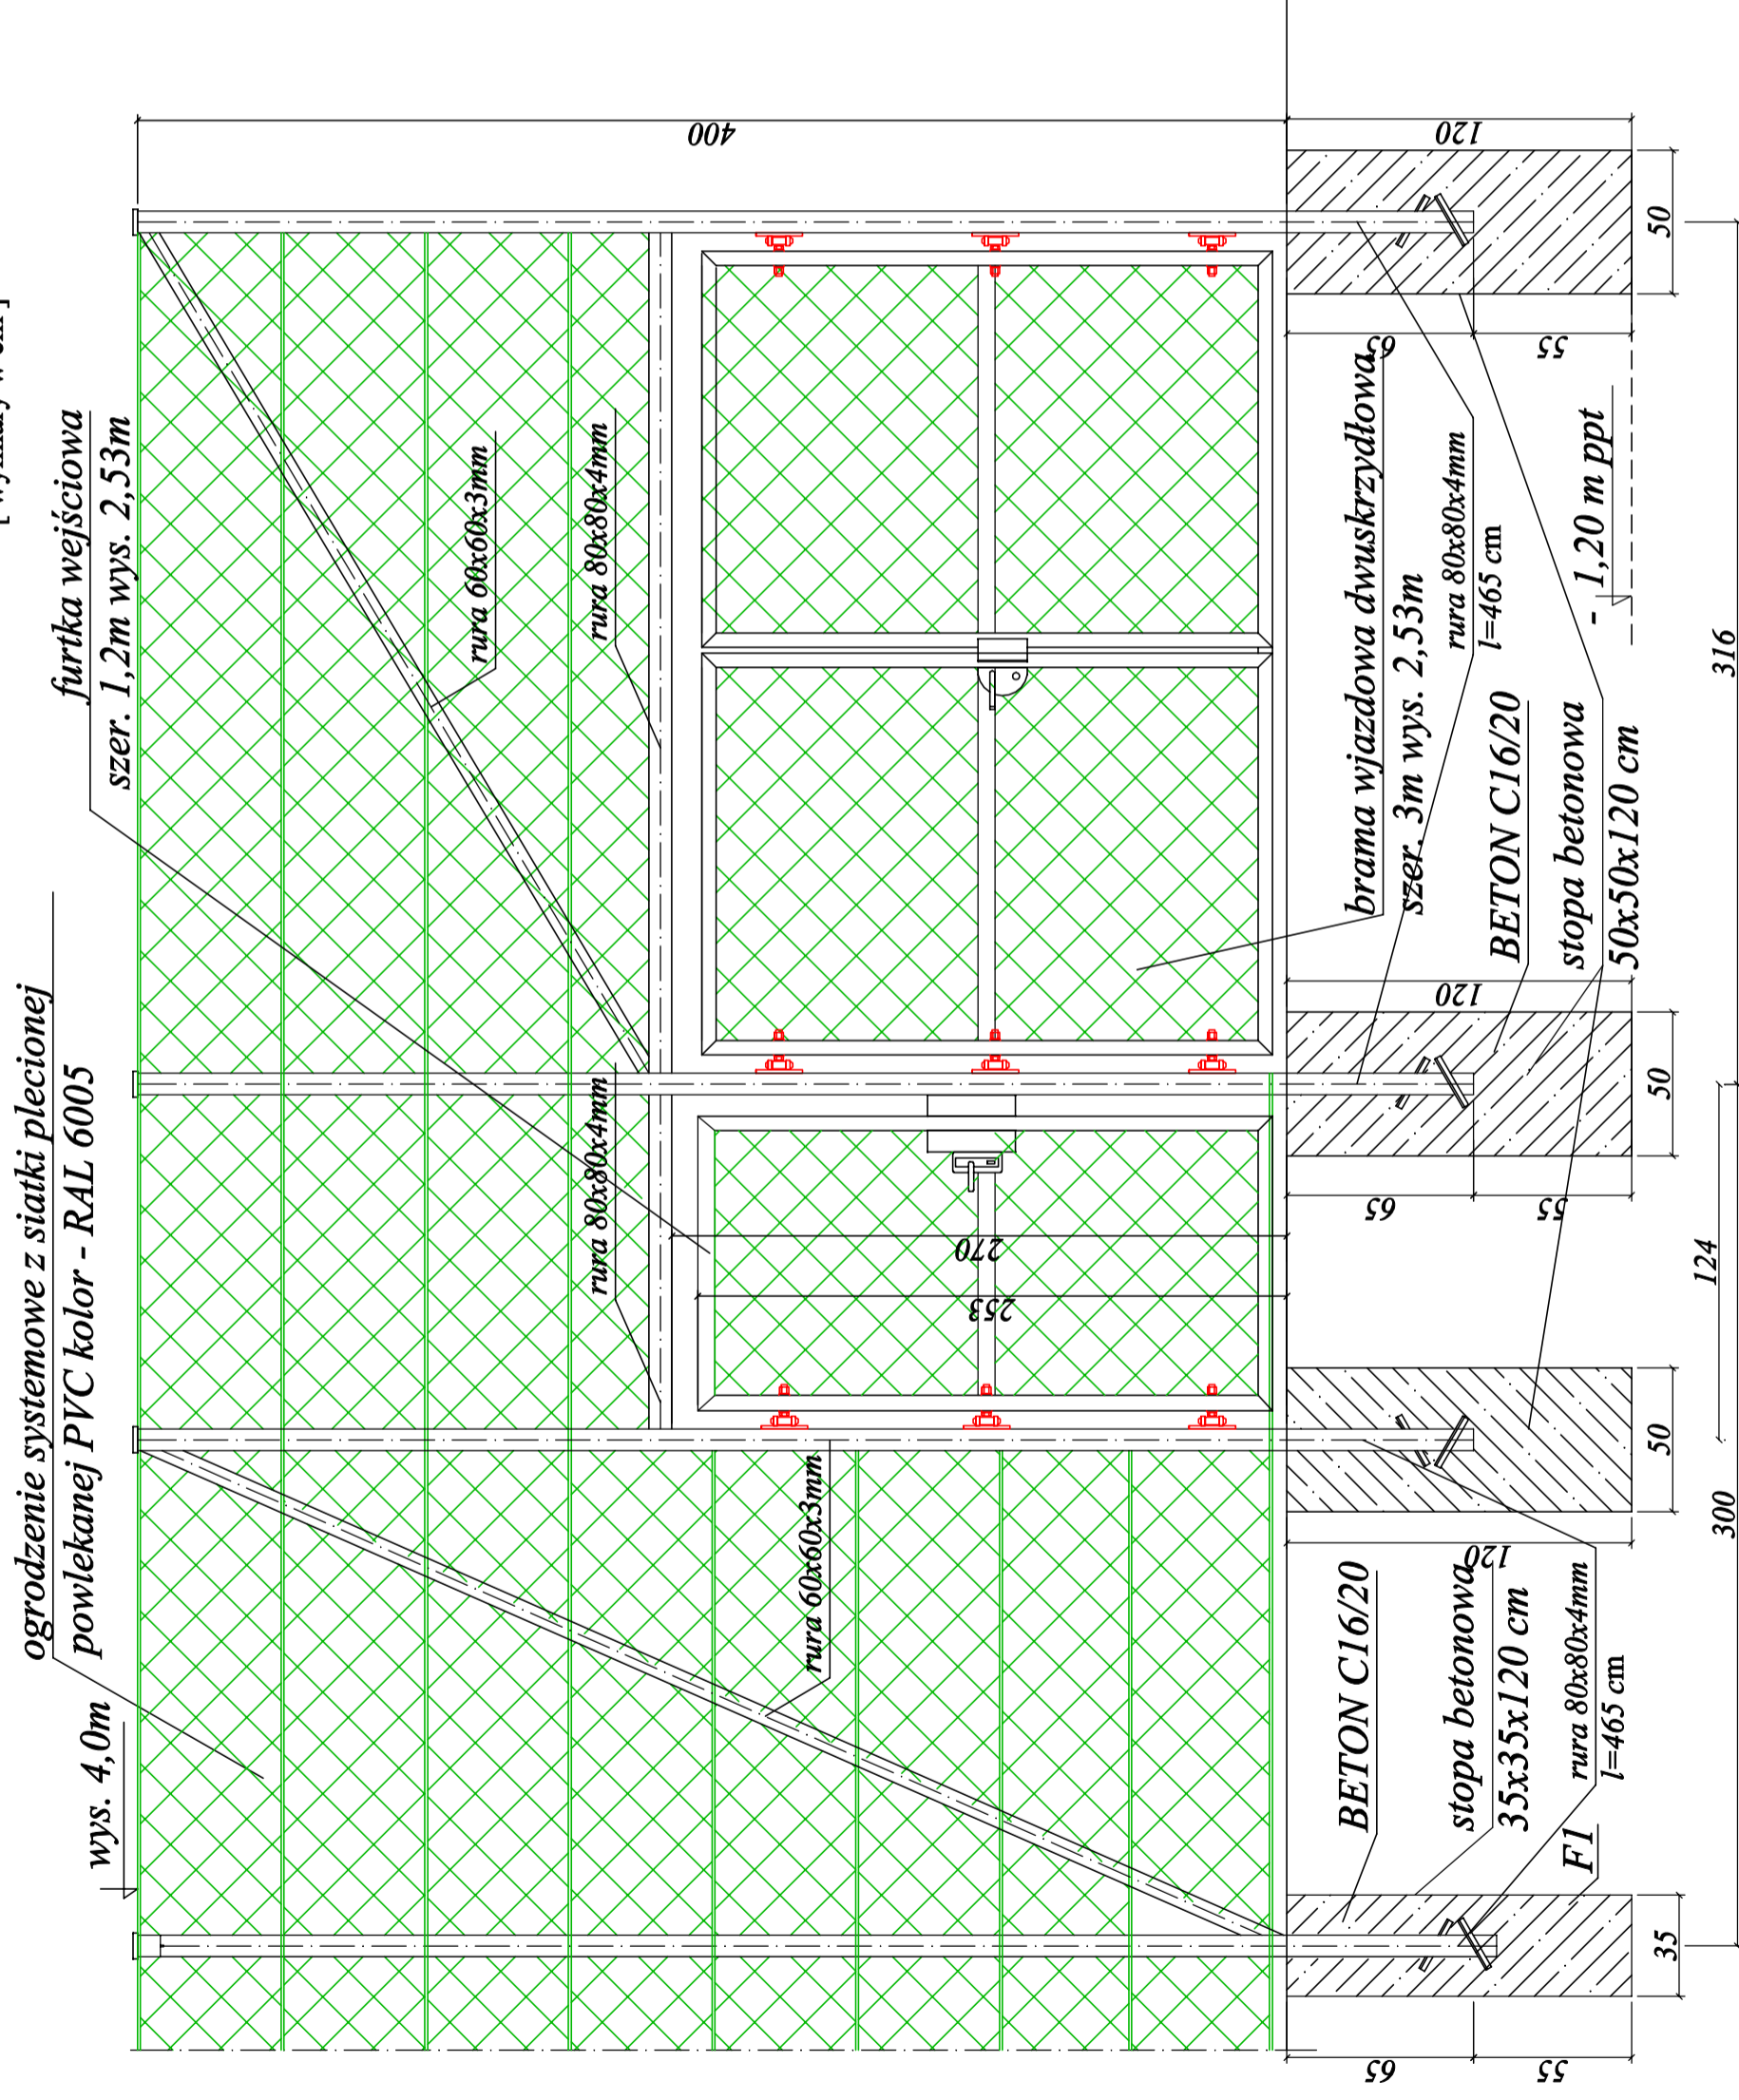 ogrodzenie systemowe z siatki plecionej
powlekanej PVC kolor - RAL 6005
wys. 4,0m
furtka wejściowa
szer. 1,2m wys. 2,53m
rura 60x60x3mm
rura 80x80x4mm
rura 80x80x4mm
rura 60x60x3mm
400
270
253
brama wjazdowa dwuskrzydłowa
szer. 3m wys. 2,53m
rura 80x80x4mm
l=465 cm
BETON C16/20
stopa betonowa
50x50x120 cm
- 1,20 m ppt
BETON C16/20
stopa betonowa
35x35x120 cm
rura 80x80x4mm
l=465 cm
F1
120
120
120
65
55
65
55
65
55
35
50
50
50
300
124
316